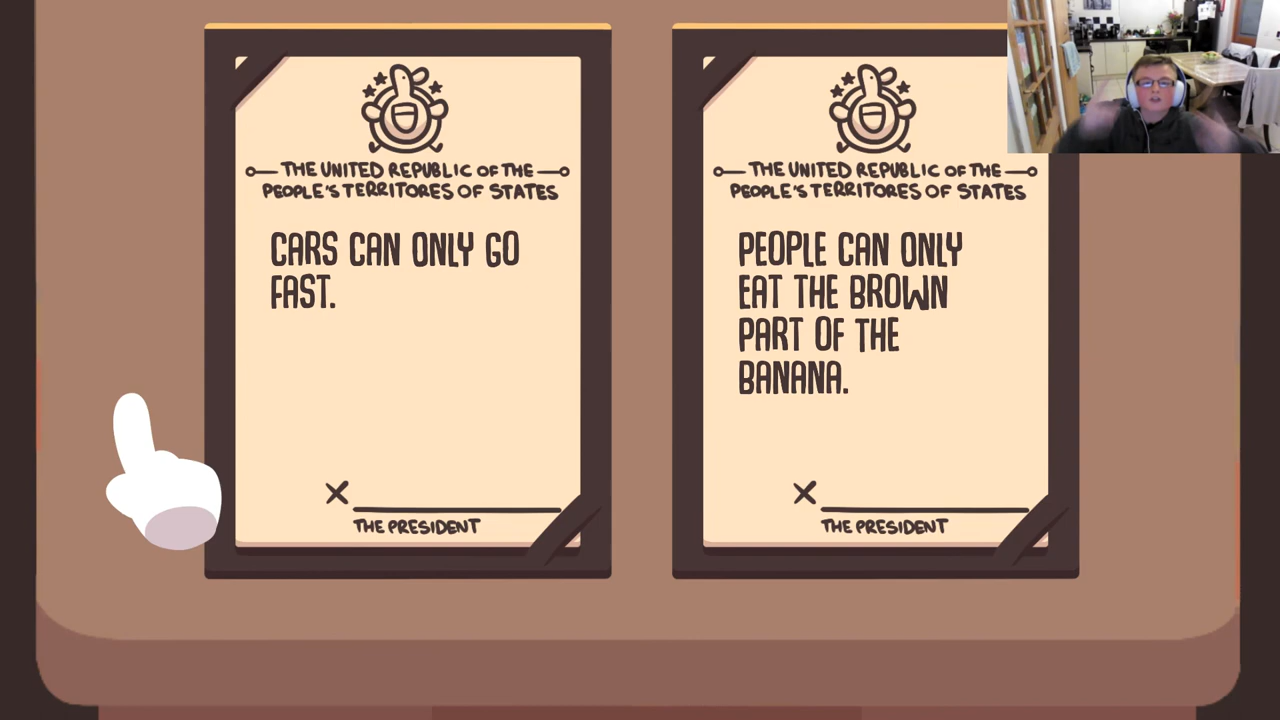 THE UNITED REPUBLIC OF THE
PEOPLE'S TERRITORES OF STATES
CARS CAN ONLY GO
FAST.
THE PRESIDENT
THE UNITED REPUBLIC OF THE
PEOPLE'S TERRITORES OF STATES
PEOPLE CAN ONLY
EAT THE BROWN
PART OF THE
BANANA.
THE PRESIDENT